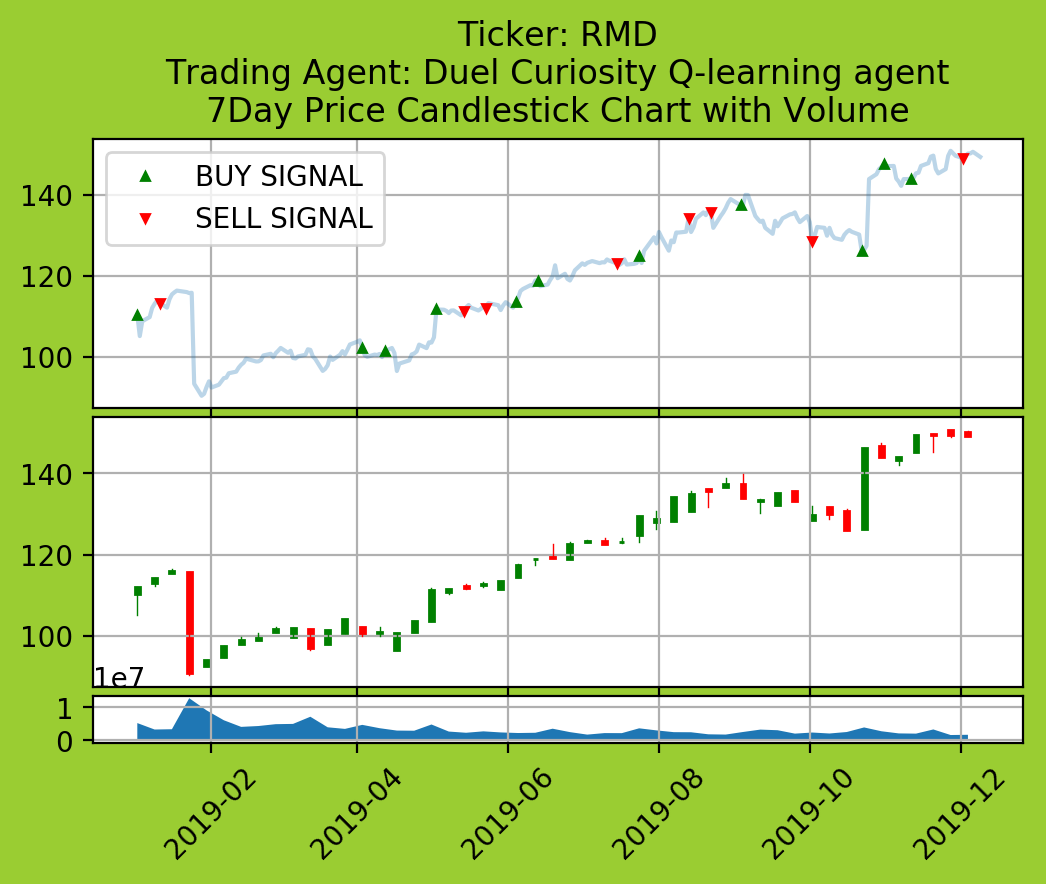 Ticker: RMD
Trading Agent: Duel Curiosity Q-learning agent
7Day Price Candlestick Chart with Volume
BUY SIGNAL
SELL SIGNAL
140
120
100
140
120
100
1e7
1
0
2019-02
2019-04
2019-06
2019-08
2019-10
2019-12